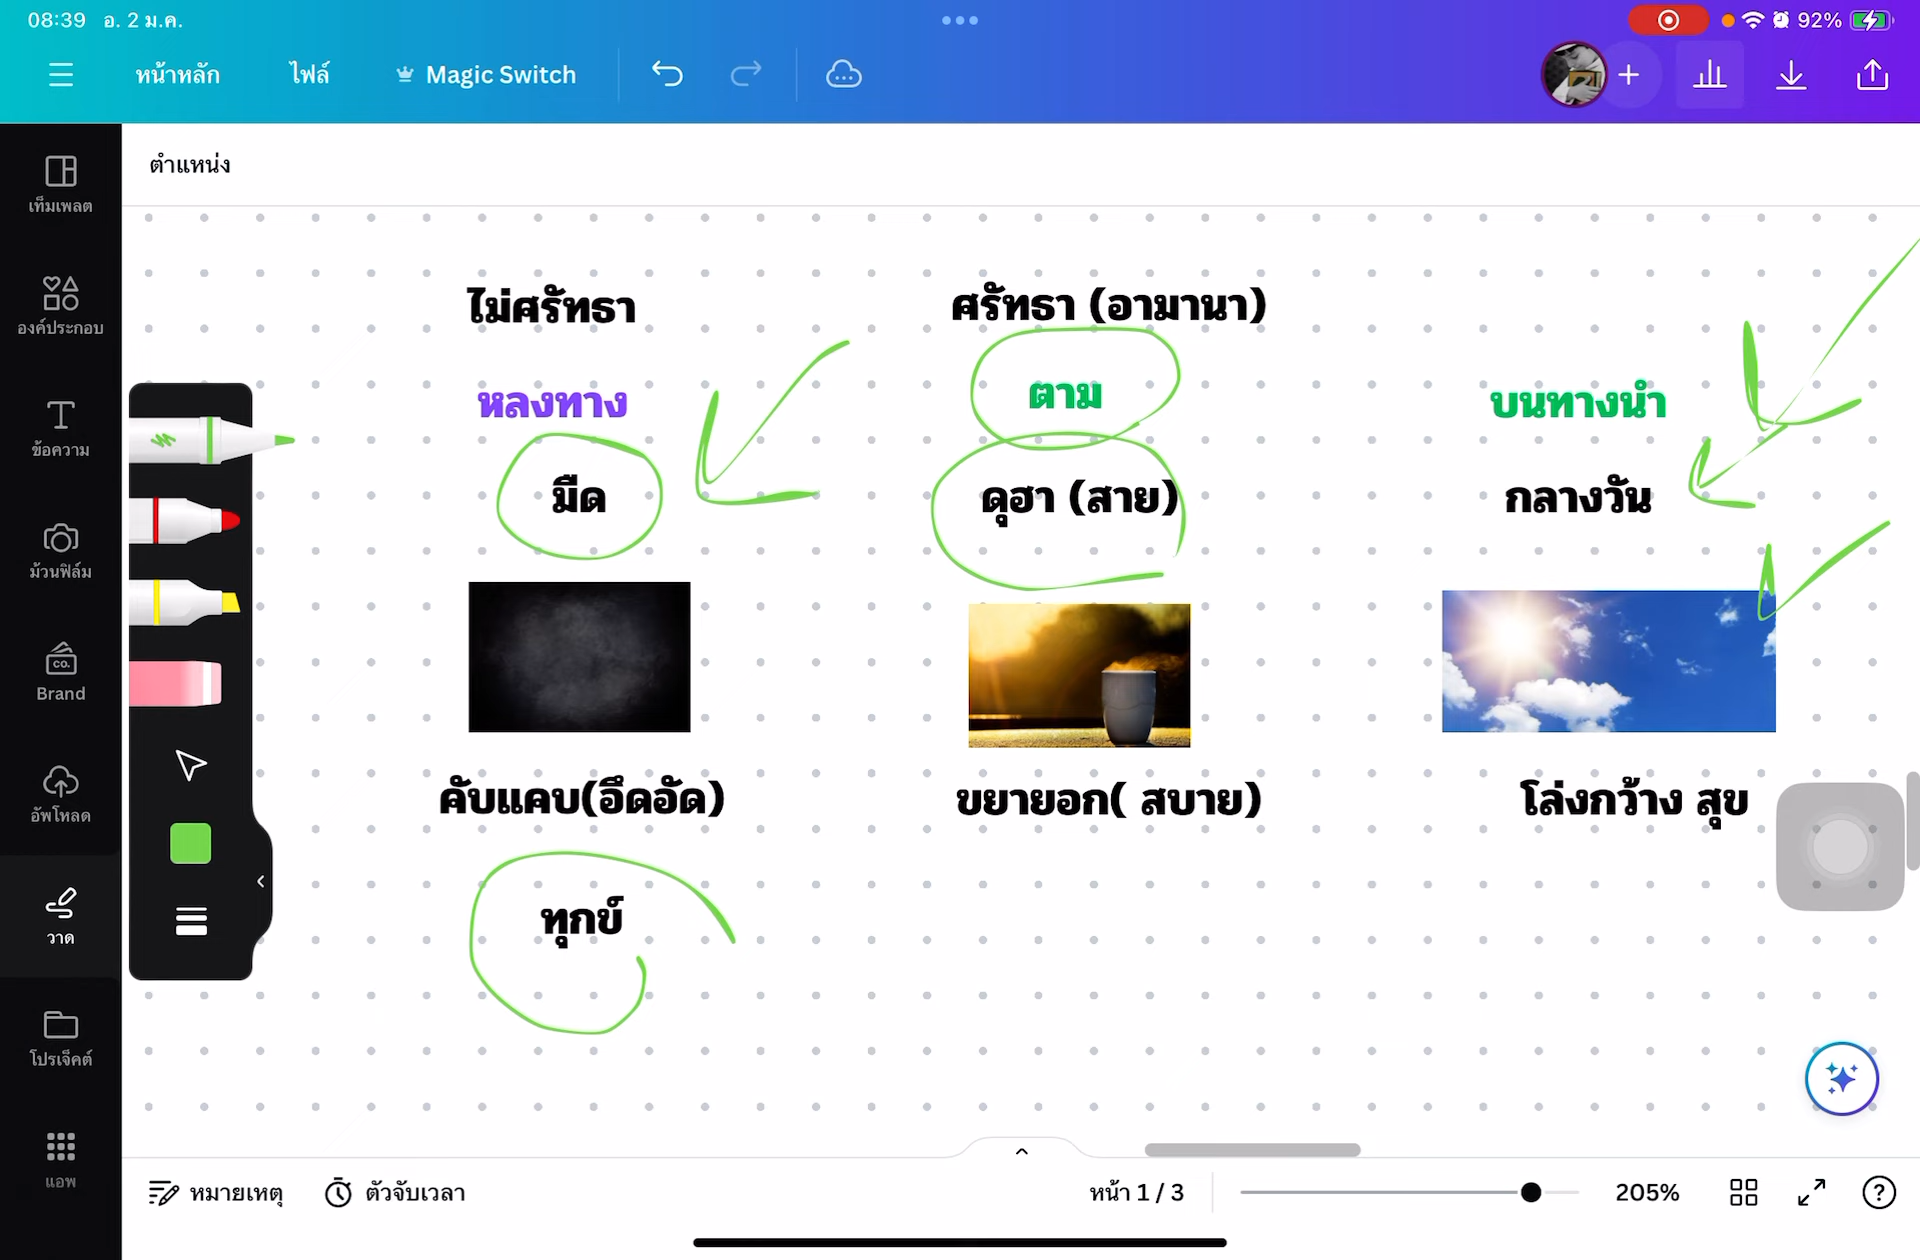 08:39 อ. 2 ม.ค. 92%
หน้าหลัก ไฟล์ Magic Switch
ตำแหน่ง
เท็มเพลต
องค์ประกอบ
ข้อความ
ม้วนฟิล์ม
CO.
Brand
อัพโหลด
วาด
โปรเจ็คต์
แอพ
ไม่ศรัทธา ศรัทธา (อามานา)
หลงทาง ตาม บนทางนำ
มืด ดุฮา (สาย) กลางวัน
คับแคบ(อึดอัด) ขยายอก( สบาย) โล่งกว้าง สุข
ทุกข์
หมายเหตุ ตัวจับเวลา หน้า 1 / 3 205%